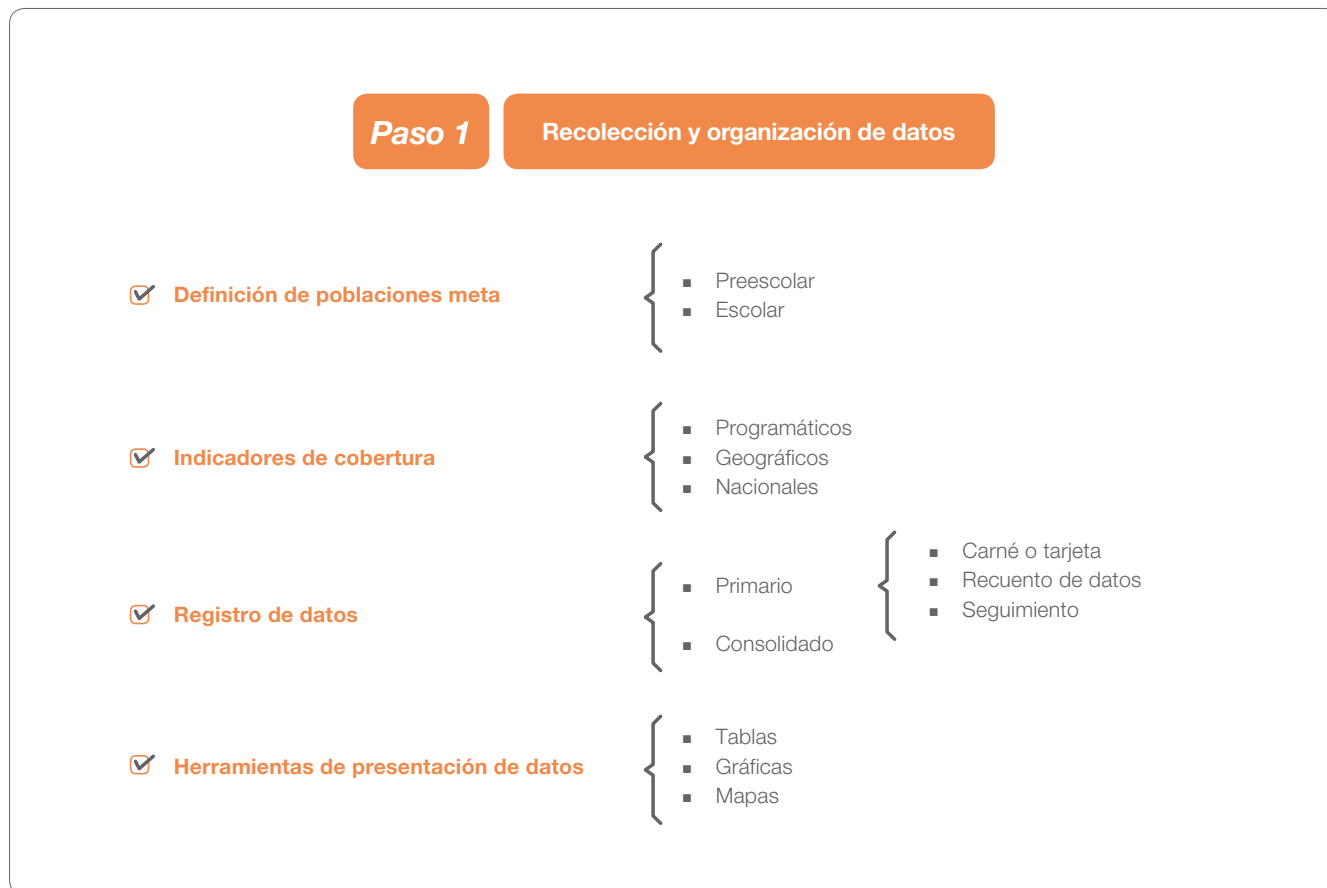 Paso 1
Recolección y organización de datos
Definición de poblaciones meta
Preescolar
Escolar
Indicadores de cobertura
Programáticos
Geográficos
Nacionales
Registro de datos
Primario
Consolidado
Carné o tarjeta
Recuento de datos
Seguimiento
Herramientas de presentación de datos
Tablas
Gráficas
Mapas